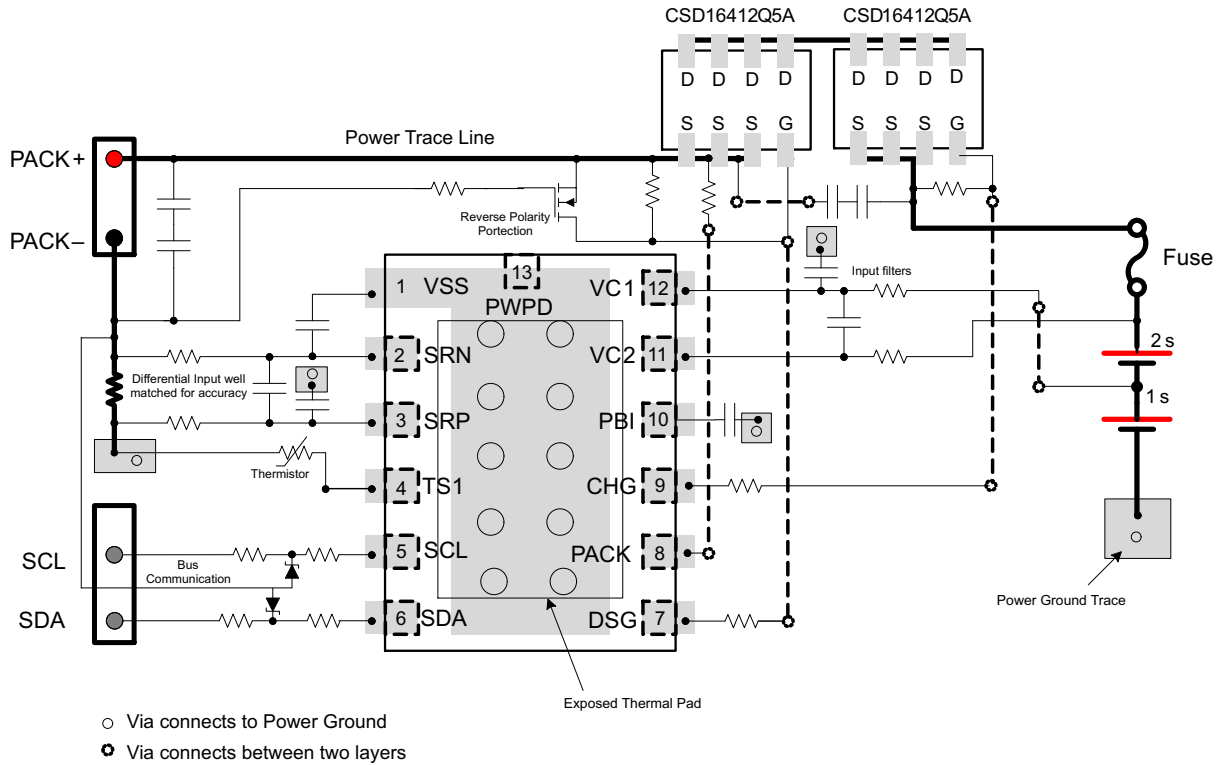 CSD16412Q5A
CSD16412Q5A
D D D D
D D D D
S S S G
S S S G
Power Trace Line
PACK+
PACK–
Reverse Polarity
Portection
Fuse
Input filters
13
PWPD
1 VSS
VC1 12
2 SRN
VC2 11
3 SRP
PBI 10
4 TS1
CHG 9
5 SCL
PACK 8
6 SDA
DSG 7
2 s
1 s
Differential Input well
matched for accuracy
Thermistor
SCL
Bus
Communication
SDA
Power Ground Trace
Exposed Thermal Pad
Via connects to Power Ground
Via connects between two layers